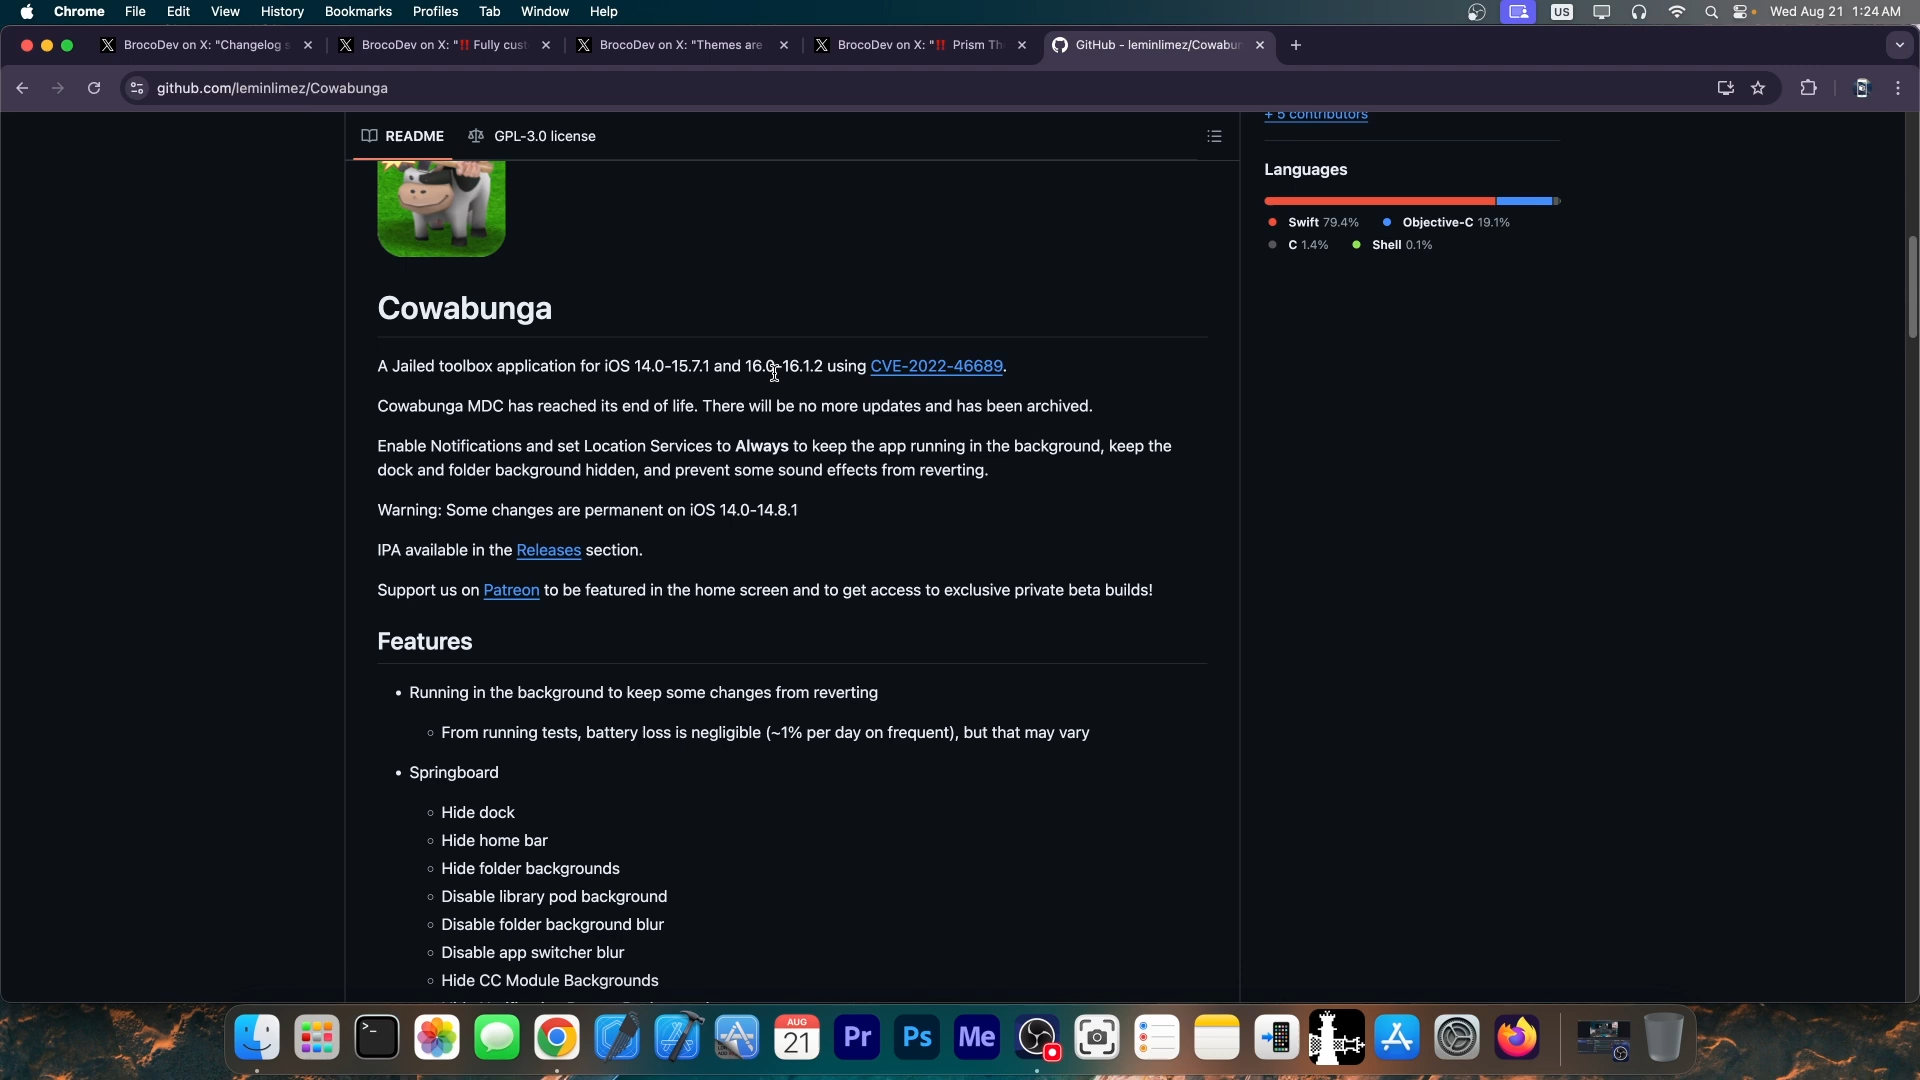 Chrome File Edit View History Bookmarks Profiles Tab Window Help US Wed Aug 21 1:24 AM
BrocoDev on X: "Changelog s BrocoDev on X: "‼️ Fully cust BrocoDev on X: "Themes are BrocoDev on X: "‼️ Prism Th GitHub - leminlimez/Cowabun
github.com/leminlimez/Cowabunga
README GPL-3.0 license
+ 5 contributors
Languages
Swift 79.4% Objective-C 19.1%
C 1.4% Shell 0.1%
Cowabunga
A Jailed toolbox application for iOS 14.0-15.7.1 and 16.0-16.1.2 using CVE-2022-46689.
Cowabunga MDC has reached its end of life. There will be no more updates and has been archived.
Enable Notifications and set Location Services to Always to keep the app running in the background, keep the
dock and folder background hidden, and prevent some sound effects from reverting.
Warning: Some changes are permanent on iOS 14.0-14.8.1
IPA available in the Releases section.
Support us on Patreon to be featured in the home screen and to get access to exclusive private beta builds!
Features
• Running in the background to keep some changes from reverting
○ From running tests, battery loss is negligible (~1% per day on frequent), but that may vary
• Springboard
○ Hide dock
○ Hide home bar
○ Hide folder backgrounds
○ Disable library pod background
○ Disable folder background blur
○ Disable app switcher blur
○ Hide CC Module Backgrounds
AUG
21
Pr Ps Me